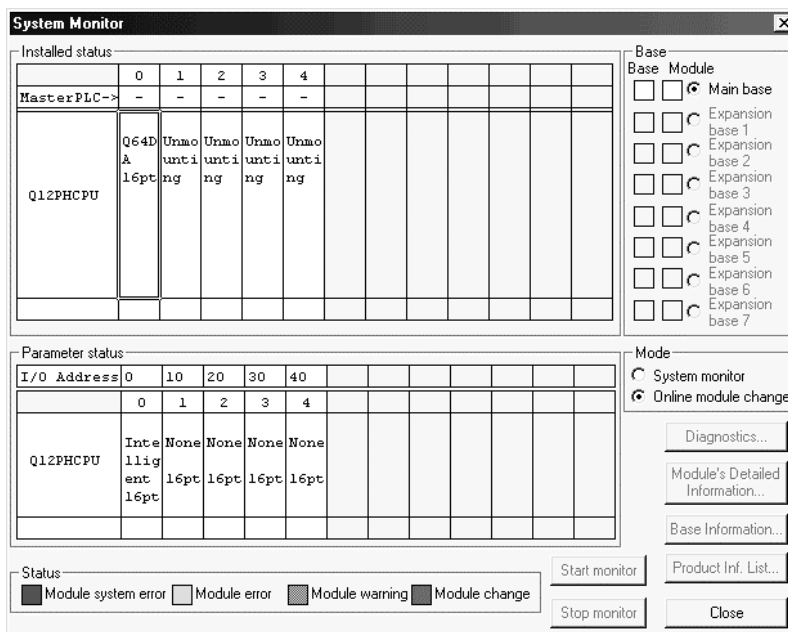 System Monitor
Installed status
0 1 2 3 4
MasterPLC-> - - - - -
Q12PHCPU
Q64D
A
16pt
Unmo
unti
ng
Unmo
unti
ng
Unmo
unti
ng
Unmo
unti
ng
Base
Base Module
Main base
Expansion
base 1
Expansion
base 2
Expansion
base 3
Expansion
base 4
Expansion
base 5
Expansion
base 6
Expansion
base 7
Parameter status
I/O Address 0 10 20 30 40
0 1 2 3 4
Q12PHCPU
Inte
llig
ent
16pt
None
16pt
None
16pt
None
16pt
None
16pt
Mode
System monitor
Online module change
Diagnostics...
Module's Detailed
Information...
Base Information...
Product Inf. List...
Status
Module system error Module error Module warning Module change
Start monitor
Stop monitor
Close